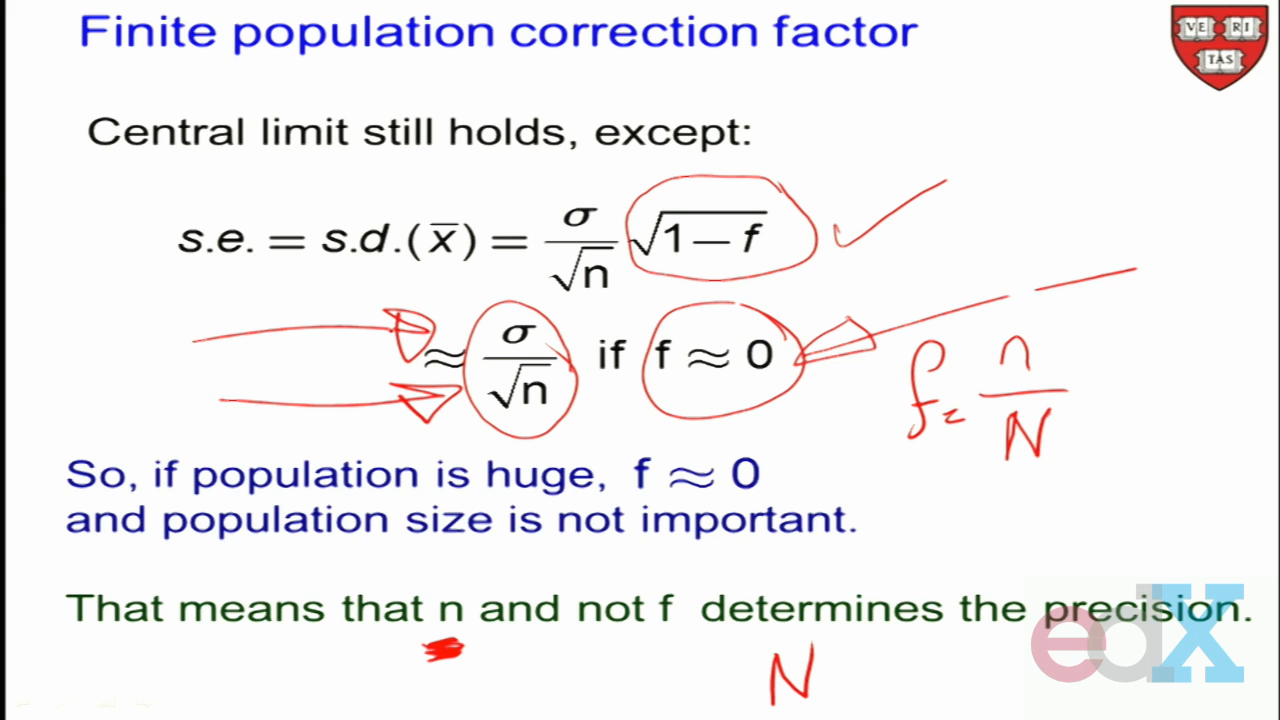 Finite population correction factor
VE RI
TAS
Central limit still holds, except:
s.e. = s.d.(x̅) = σ/√n √1−f
≈ σ/√n if f ≈ 0
f = n/N
So, if population is huge, f ≈ 0
and population size is not important.
That means that n and not f determines the precision.
edX
N